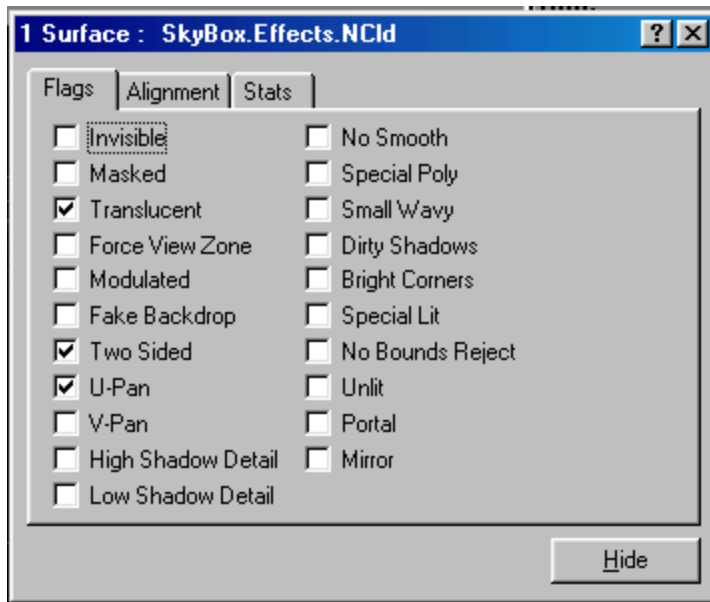 1 Surface : SkyBox.Effects.NCld
Flags Alignment Stats
Invisible
Masked
Translucent
Force View Zone
Modulated
Fake Backdrop
Two Sided
U-Pan
V-Pan
High Shadow Detail
Low Shadow Detail
No Smooth
Special Poly
Small Wavy
Dirty Shadows
Bright Corners
Special Lit
No Bounds Reject
Unlit
Portal
Mirror
Hide